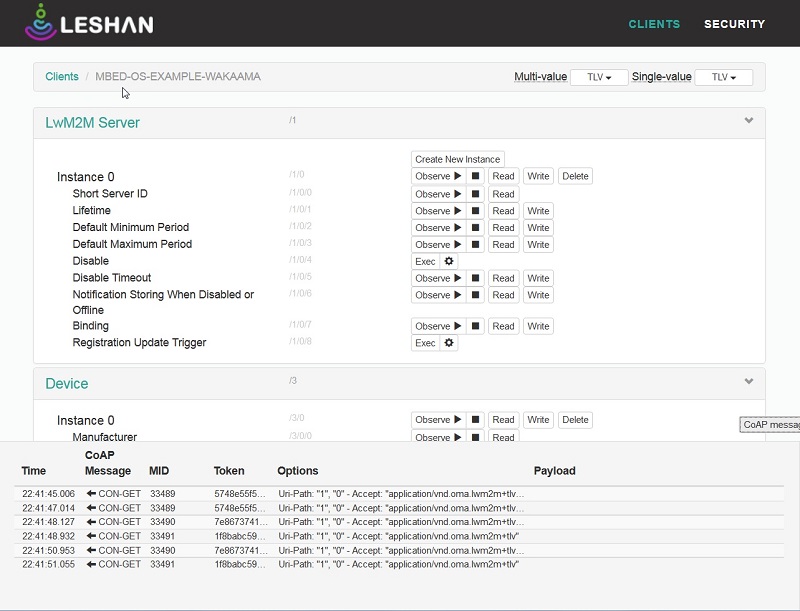 LESHAN
CLIENTS SECURITY
Clients / MBED-OS-EXAMPLE-WAKAAMA Multi-value TLV Single-value TLV
LwM2M Server /1
Create New Instance
Instance 0 /1/0 Observe Read Write Delete
Short Server ID /1/0/0 Observe Read
Lifetime /1/0/1 Observe Read Write
Default Minimum Period /1/0/2 Observe Read Write
Default Maximum Period /1/0/3 Observe Read Write
Disable /1/0/4 Exec
Disable Timeout /1/0/5 Observe Read Write
Notification Storing When Disabled or /1/0/6 Observe Read Write
Offline
Binding /1/0/7 Observe Read Write
Registration Update Trigger /1/0/8 Exec
Device /3
Instance 0 /3/0 Observe Read Write Delete
Manufacturer /3/0/0 Observe Read
CoAP messag
CoAP
Time Message MID Token Options Payload
22:41:45.006 CON-GET 33489 5748e55f5... Uri-Path: "1", "0" - Accept: "application/vnd.oma.lwm2m+tlv...
22:41:47.014 CON-GET 33489 5748e55f5... Uri-Path: "1", "0" - Accept: "application/vnd.oma.lwm2m+tlv...
22:41:48.127 CON-GET 33490 7e8673741... Uri-Path: "1", "0" - Accept: "application/vnd.oma.lwm2m+tlv...
22:41:48.932 CON-GET 33491 1f8babc59... Uri-Path: "1", "0" - Accept: "application/vnd.oma.lwm2m+tlv"
22:41:50.953 CON-GET 33490 7e8673741... Uri-Path: "1", "0" - Accept: "application/vnd.oma.lwm2m+tlv...
22:41:51.055 CON-GET 33491 1f8babc59... Uri-Path: "1", "0" - Accept: "application/vnd.oma.lwm2m+tlv"